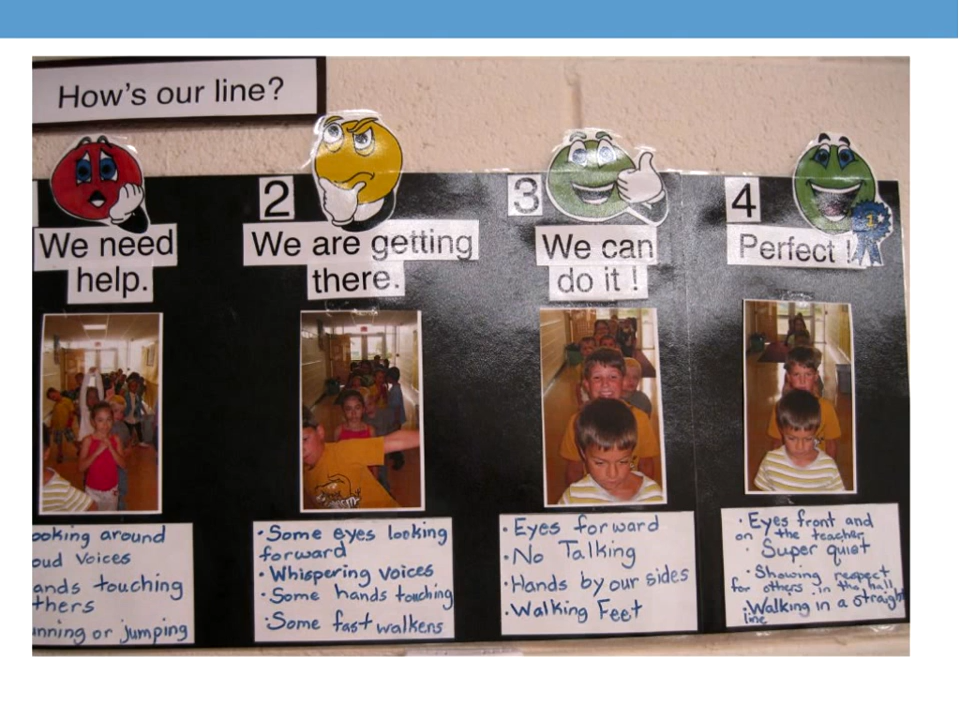 How's our line?
We need
help.
ooking around
oud Voices
ands touching
thers
unning or jumping
2
We are getting
there.
·Some eyes looking
forward
·Whispering Voices
·Some hands touching
·Some fast walkers
3
We can
do it !
·Eyes forward
·No Talking
·Hands by our sides
·Walking Feet
4
1
Perfect !
·Eyes front and
on the teacher
·Super quiet
·Showing respect
for others in the hall
·Walking in a straight
line